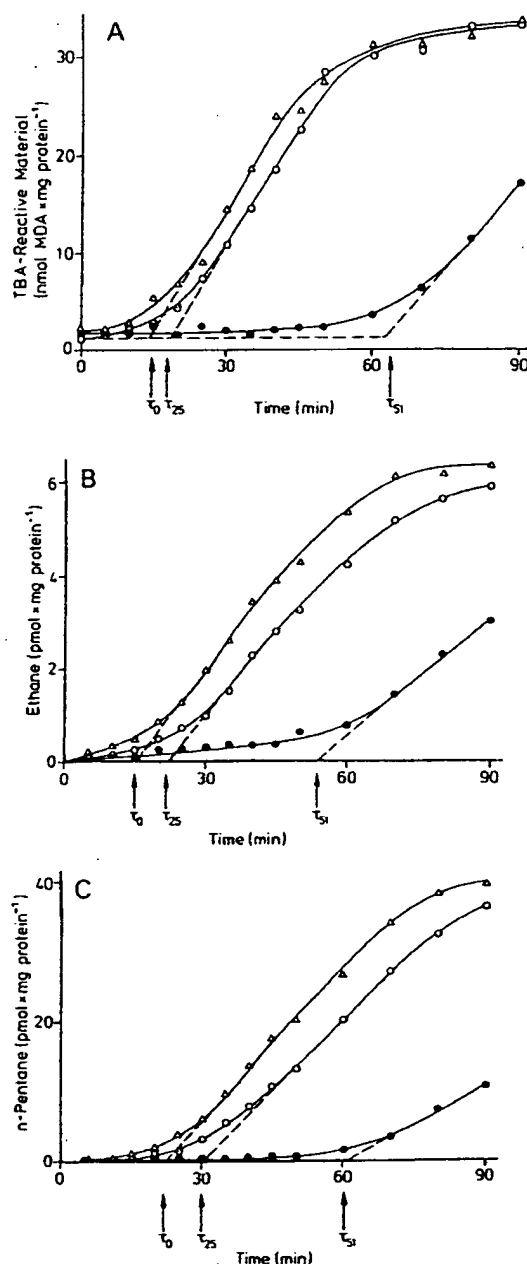 A
TBA-Reactive Material
(nmol MDA × mg protein⁻¹)
30
20
10
0
0
30
60
90
τ₀
τ₂₅
Time (min)
τ₅₁
B
Ethane (pmol × mg protein⁻¹)
6
4
2
0
30
60
90
τ₀
τ₂₅
τ₅₁
Time (min)
C
n-Pentane (pmol × mg protein⁻¹)
40
20
0
30
60
90
τ₀
τ₂₅
τ₅₁
Time (min)